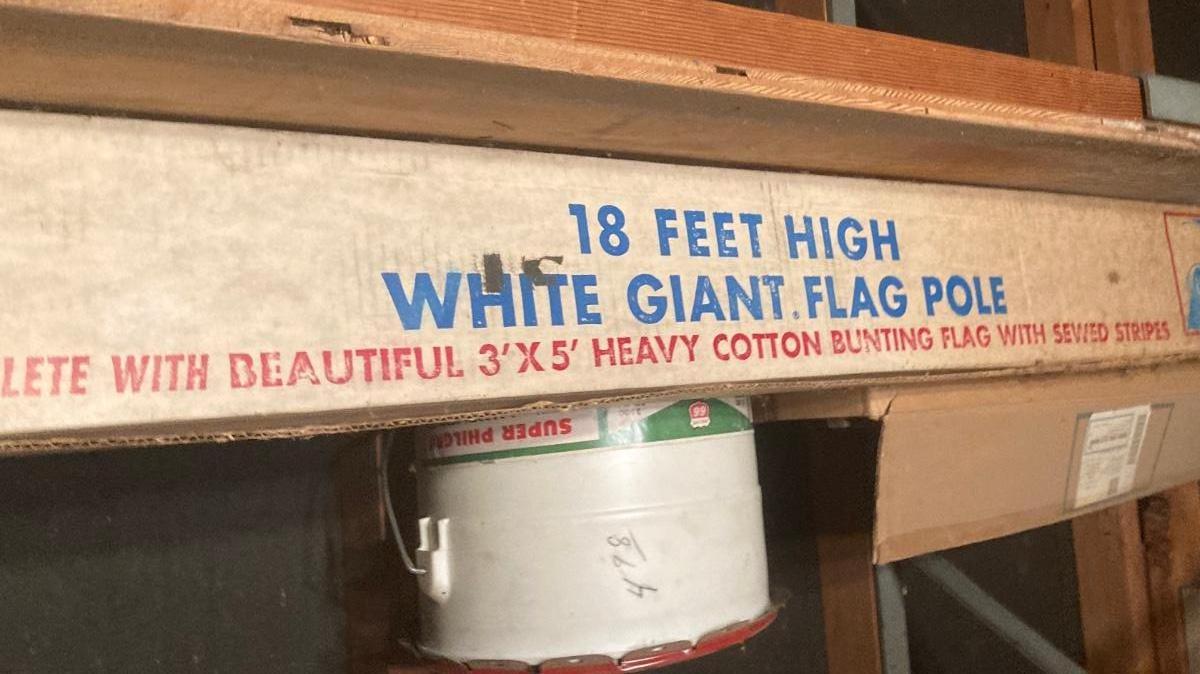 18 FEET HIGH
WHITE GIANT FLAG POLE
LETE WITH BEAUTIFUL 3'X5' HEAVY COTTON BUNTING FLAG WITH SEWED STRIPES
SUPER
66
498